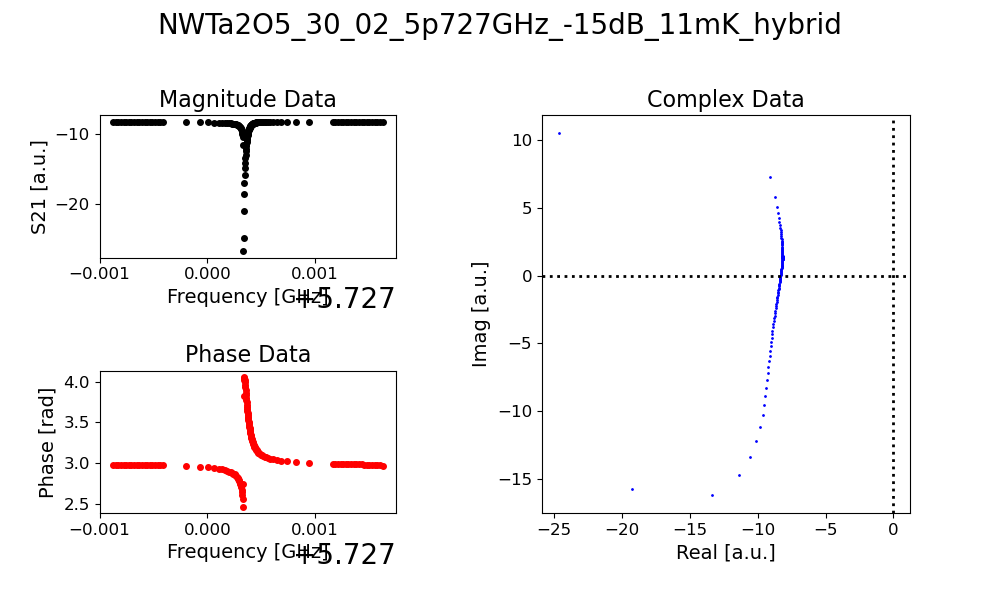 NWTa2O5_30_02_5p727GHz_-15dB_11mK_hybrid
Magnitude Data
S21 [a.u.]
−10
−20
−0.001 0.000 0.001
Frequency [GHz]
+5.727
Phase Data
Phase [rad]
4.0
3.5
3.0
2.5
−0.001 0.000 0.001
Frequency [GHz]
+5.727
Complex Data
Imag [a.u.]
10
5
0
−5
−10
−15
−25 −20 −15 −10 −5 0
Real [a.u.]